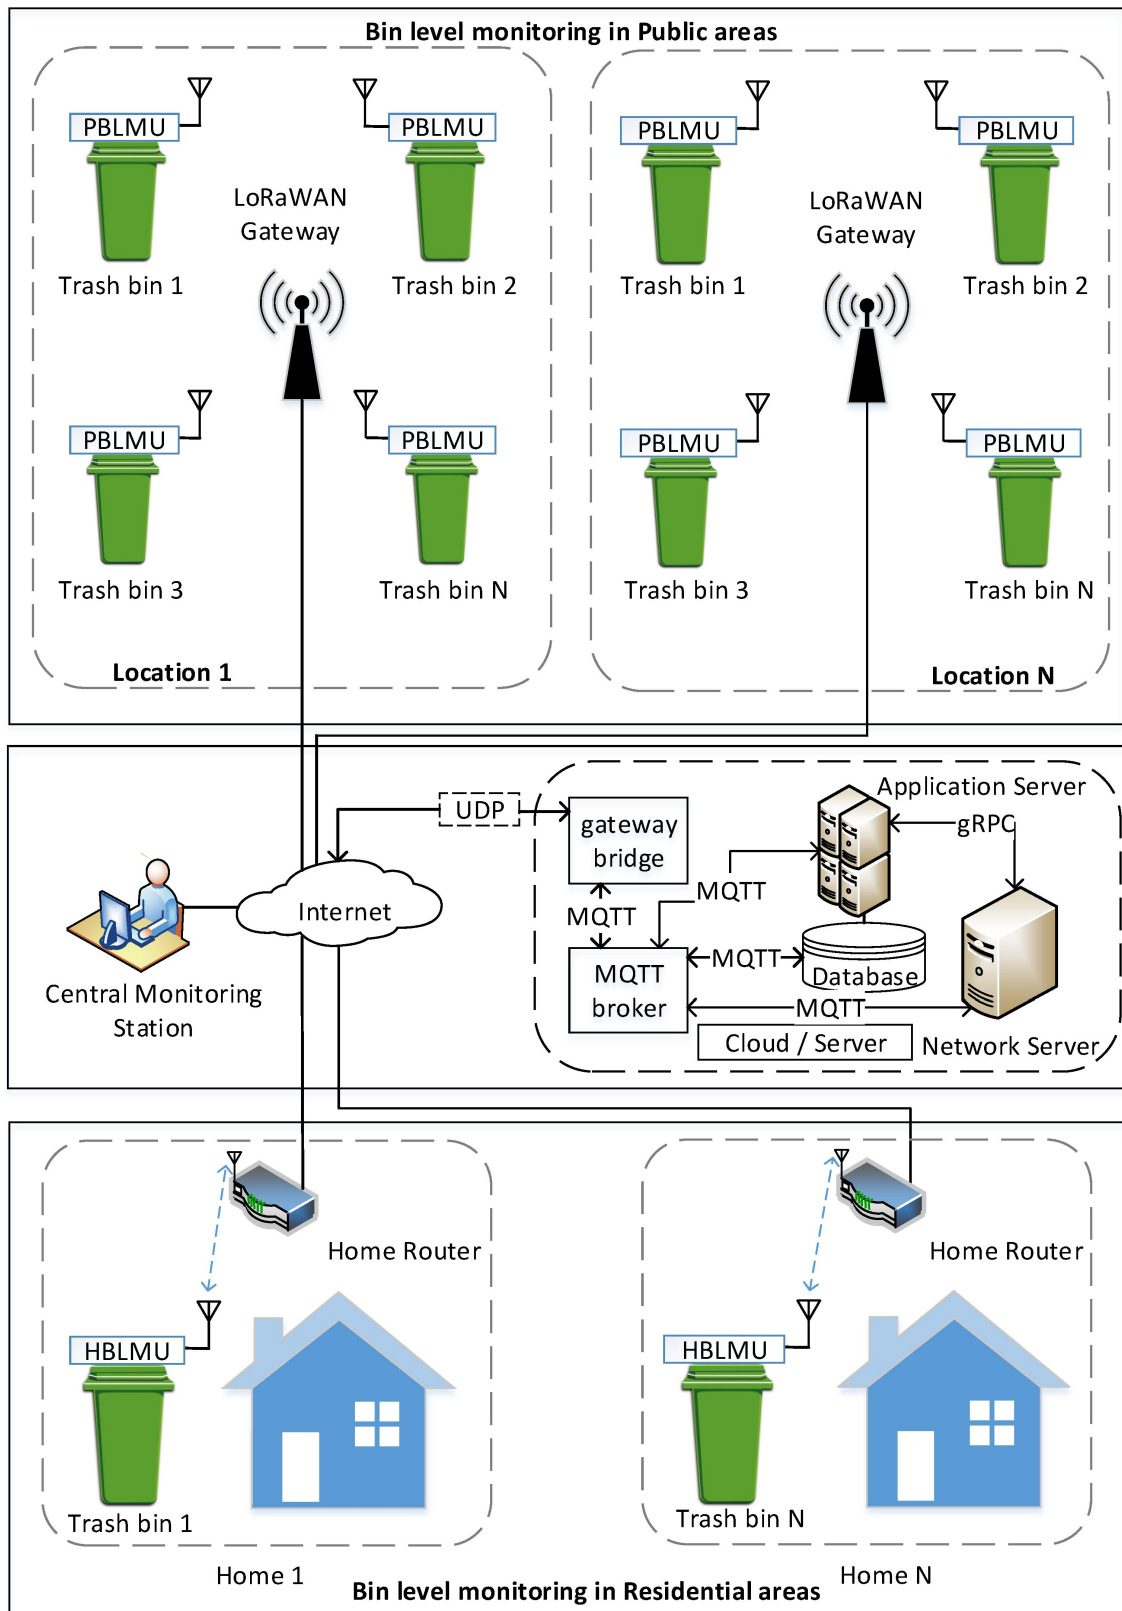 Bin level monitoring in Public areas
PBLMU
PBLMU
LoRaWAN
Gateway
Trash bin 1
Trash bin 2
PBLMU
PBLMU
Trash bin 3
Trash bin N
Location 1
PBLMU
PBLMU
LoRaWAN
Gateway
Trash bin 1
Trash bin 2
PBLMU
PBLMU
Trash bin 3
Trash bin N
Location N
Central Monitoring
Station
Internet
UDP
gateway
bridge
MQTT
MQTT
broker
MQTT
MQTT
MQTT
Application Server
gRPC
Database
Cloud / Server
Network Server
Home Router
HBLMU
Trash bin 1
Home 1
Home Router
HBLMU
Trash bin N
Home N
Bin level monitoring in Residential areas